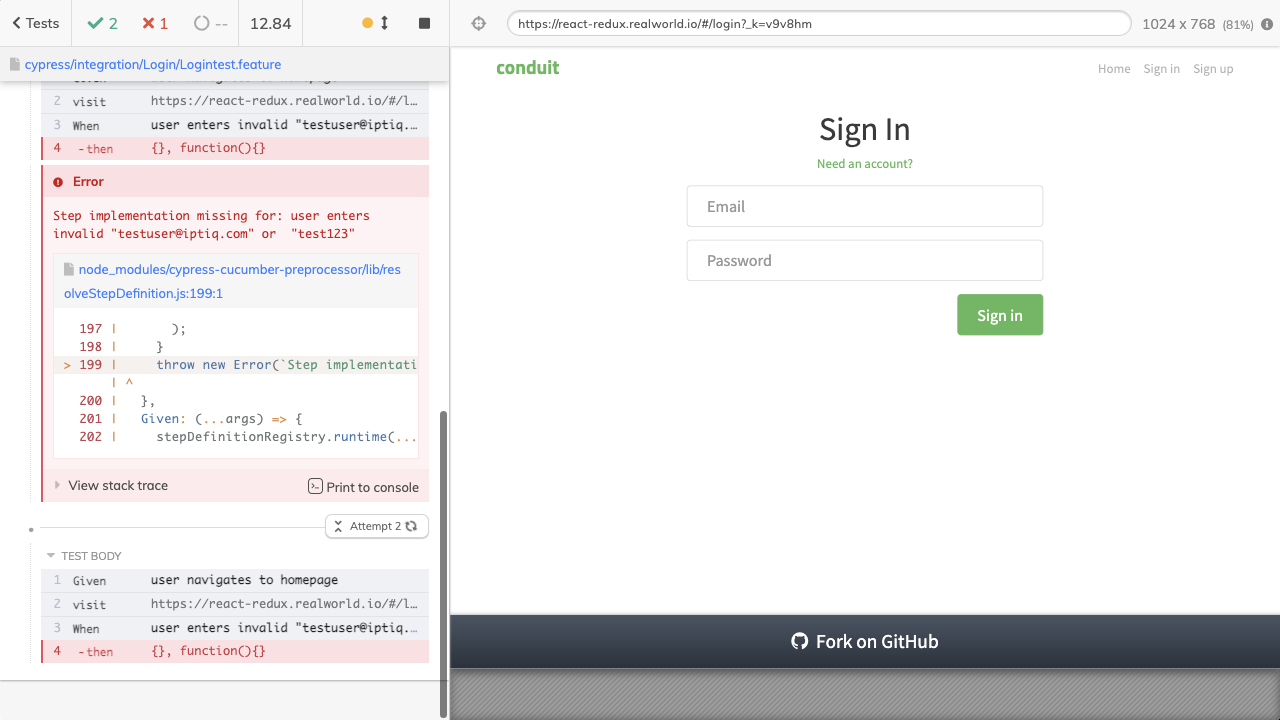 Tests
2
1
--
12.84
https://react-redux.realworld.io/#/login?_k=v9v8hm
1024 x 768 (81%)
cypress/integration/Login/Logintest.feature
2 visit https://react-redux.realworld.io/#/l…
3 When user enters invalid "testuser@iptiq.…
4 -then {}, function(){}
Error
Step implementation missing for: user enters
invalid "testuser@iptiq.com" or "test123"
node_modules/cypress-cucumber-preprocessor/lib/res
olveStepDefinition.js:199:1
197 | );
198 | }
> 199 | throw new Error(`Step implementati
| ^
200 | },
201 | Given: (...args) => {
202 | stepDefinitionRegistry.runtime(...
View stack trace
Print to console
Attempt 2
TEST BODY
1 Given user navigates to homepage
2 visit https://react-redux.realworld.io/#/l…
3 When user enters invalid "testuser@iptiq.…
4 -then {}, function(){}
conduit
Home Sign in Sign up
Sign In
Need an account?
Email
Password
Sign in
Fork on GitHub